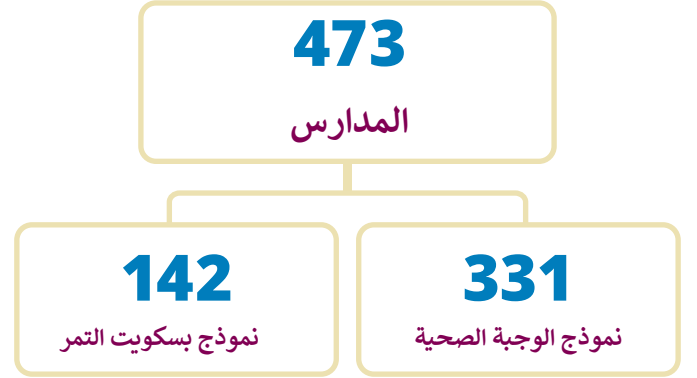 473
المدارس
331
نموذج الوجبة الصحية
142
نموذج بسكويت التمر